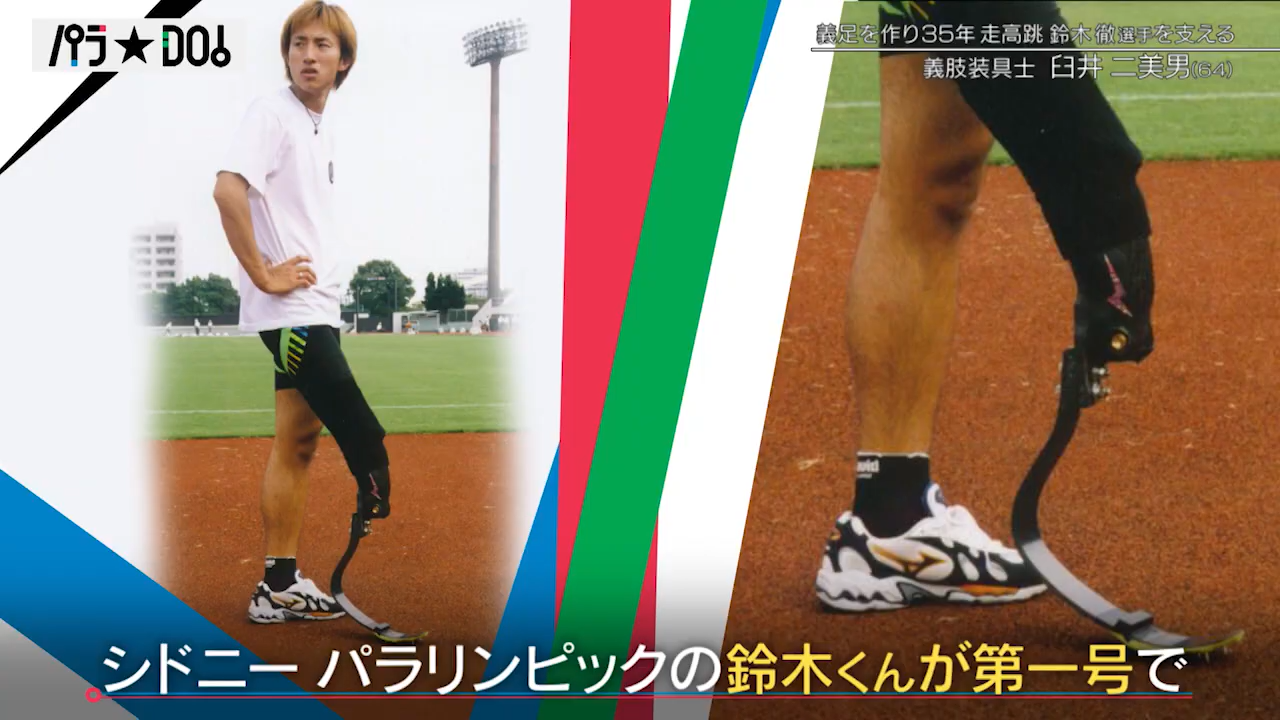 パラ★DO!
義足を作り35年 走高跳 鈴木 徹選手を支える
義肢装具士 臼井 二美男(64)
シドニー パラリンピックの鈴木くんが第一号で